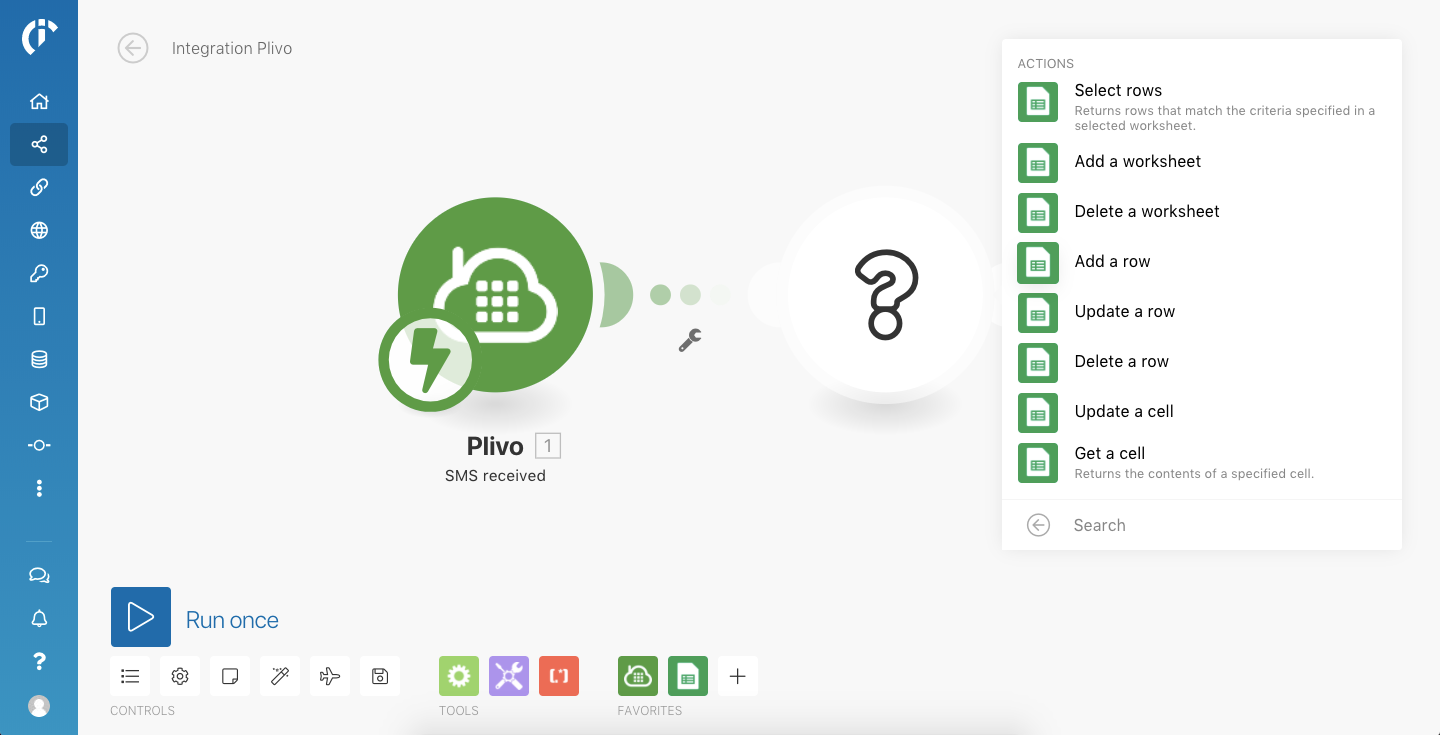 Integration Plivo
ACTIONS
Select rows
Returns rows that match the criteria specified in a
selected worksheet.
Add a worksheet
Delete a worksheet
Add a row
Update a row
Delete a row
Update a cell
Get a cell
Returns the contents of a specified cell.
Search
Plivo 1
SMS received
Run once
CONTROLS
TOOLS
FAVORITES